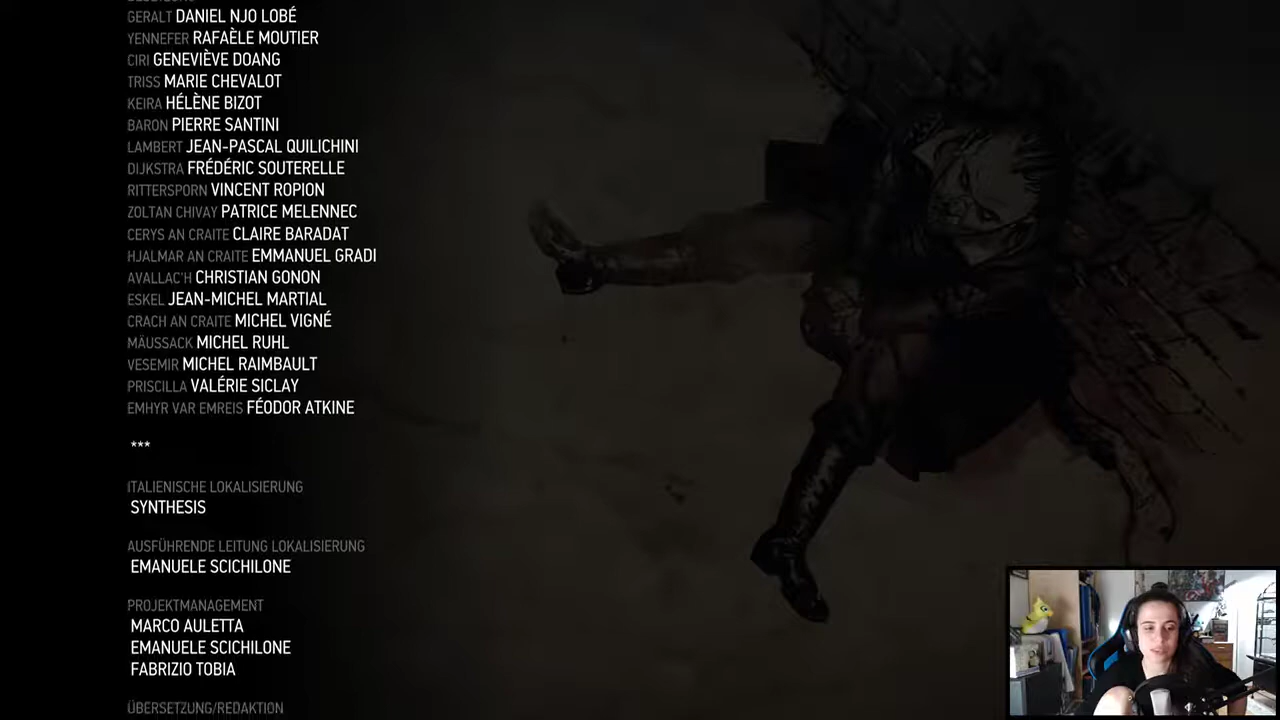 GERALT DANIEL NJO LOBÉ
YENNEFER RAFAÈLE MOUTIER
CIRI GENEVIÈVE DOANG
TRISS MARIE CHEVALOT
KEIRA HÉLÈNE BIZOT
BARON PIERRE SANTINI
LAMBERT JEAN-PASCAL QUILICHINI
DIJKSTRA FRÉDÉRIC SOUTERELLE
RITTERSPORN VINCENT ROPION
ZOLTAN CHIVAY PATRICE MELENNEC
CERYS AN CRAITE CLAIRE BARADAT
HJALMAR AN CRAITE EMMANUEL GRADI
AVALLAC'H CHRISTIAN GONON
ESKEL JEAN-MICHEL MARTIAL
CRACH AN CRAITE MICHEL VIGNÉ
MÄUSSACK MICHEL RUHL
VESEMIR MICHEL RAIMBAULT
PRISCILLA VALÉRIE SICLAY
EMHYR VAR EMREIS FÉODOR ATKINE
***
ITALIENISCHE LOKALISIERUNG
SYNTHESIS
AUSFÜHRENDE LEITUNG LOKALISIERUNG
EMANUELE SCICHILONE
PROJEKTMANAGEMENT
MARCO AULETTA
EMANUELE SCICHILONE
FABRIZIO TOBIA
ÜBERSETZUNG/REDAKTION